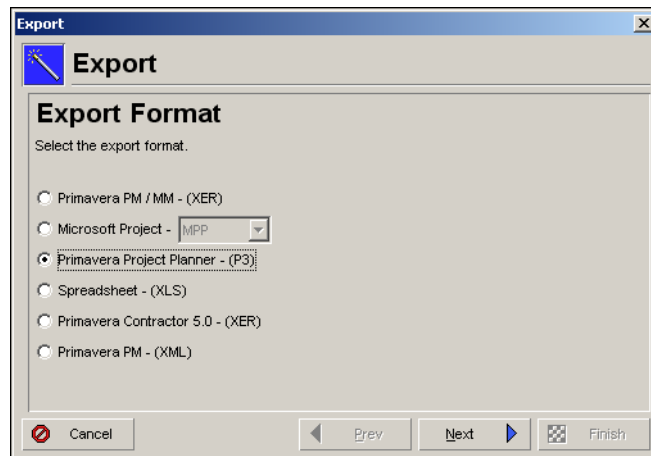 Export
Export
Export Format
Select the export format.
Primavera PM / MM - (XER)
Microsoft Project - MPP
Primavera Project Planner - (P3)
Spreadsheet - (XLS)
Primavera Contractor 5.0 - (XER)
Primavera PM - (XML)
Cancel Prev Next Finish